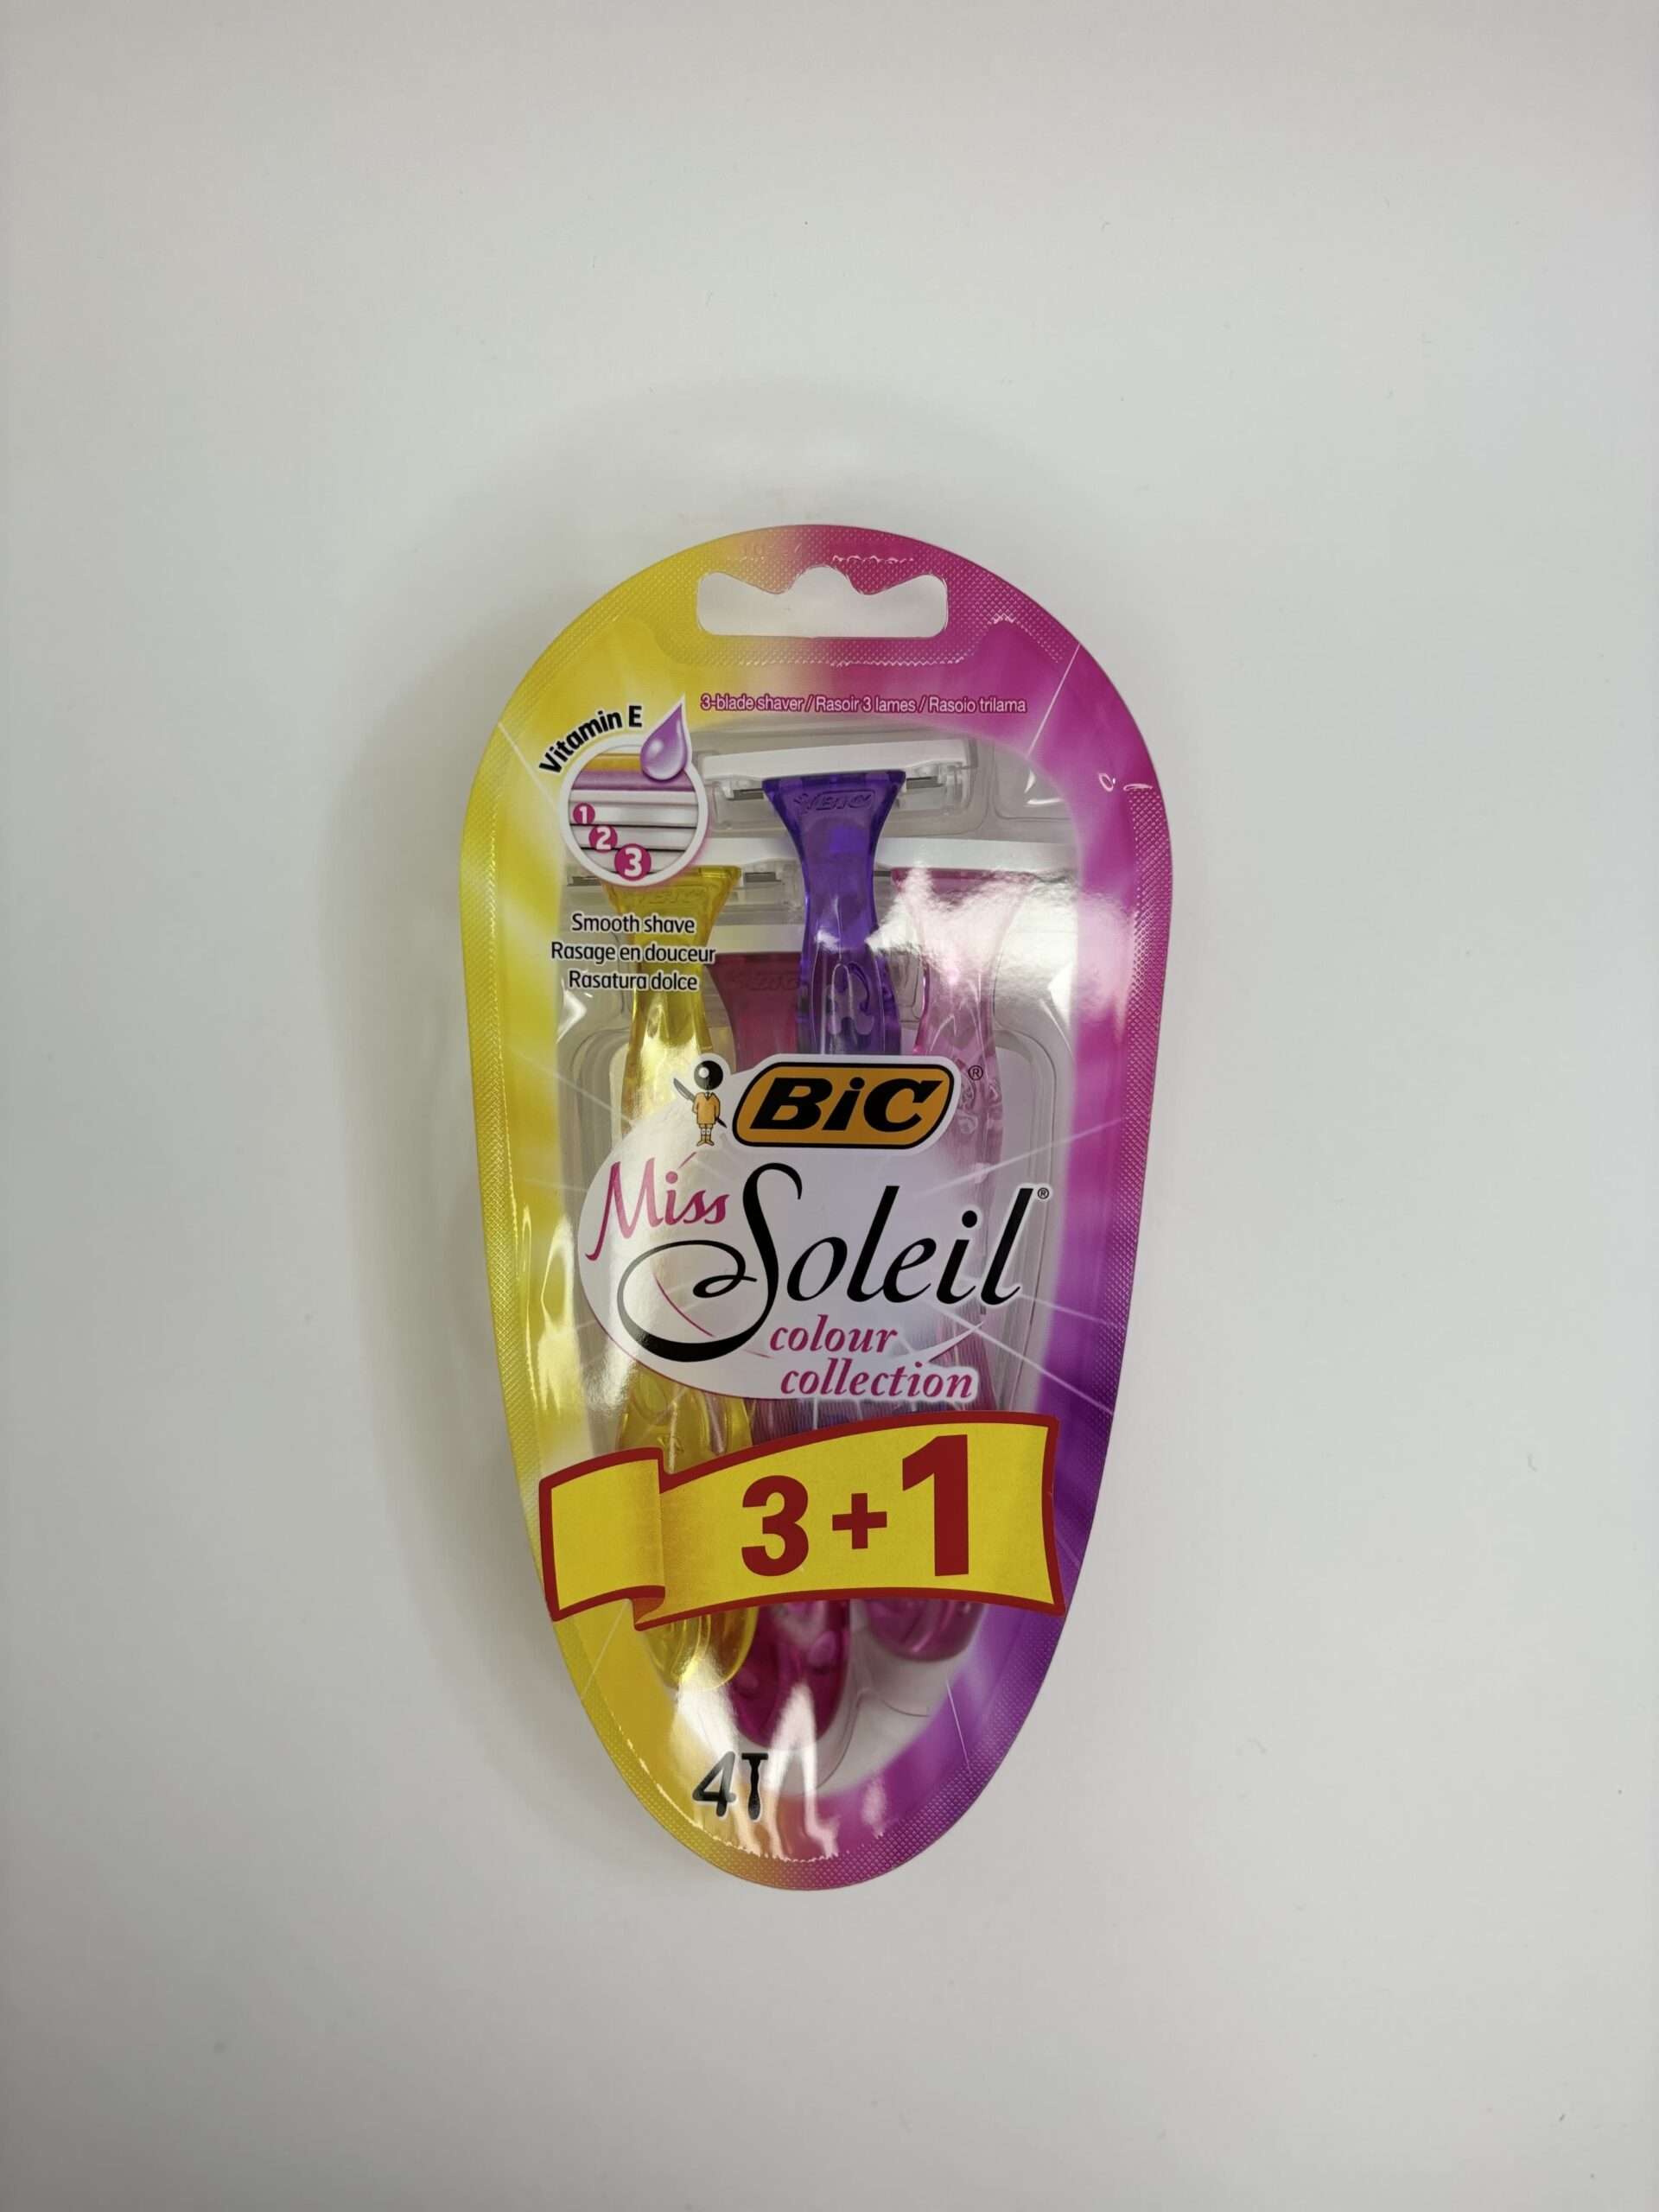 3-blade shaver / Rasoir 3 lames / Rasoio trilama
Vitamin E
1
2
3
BIC
Smooth shave
Rasage en douceur
Rasatura dolce
BiC®
Miss Soleil®
colour
collection
3+1
4